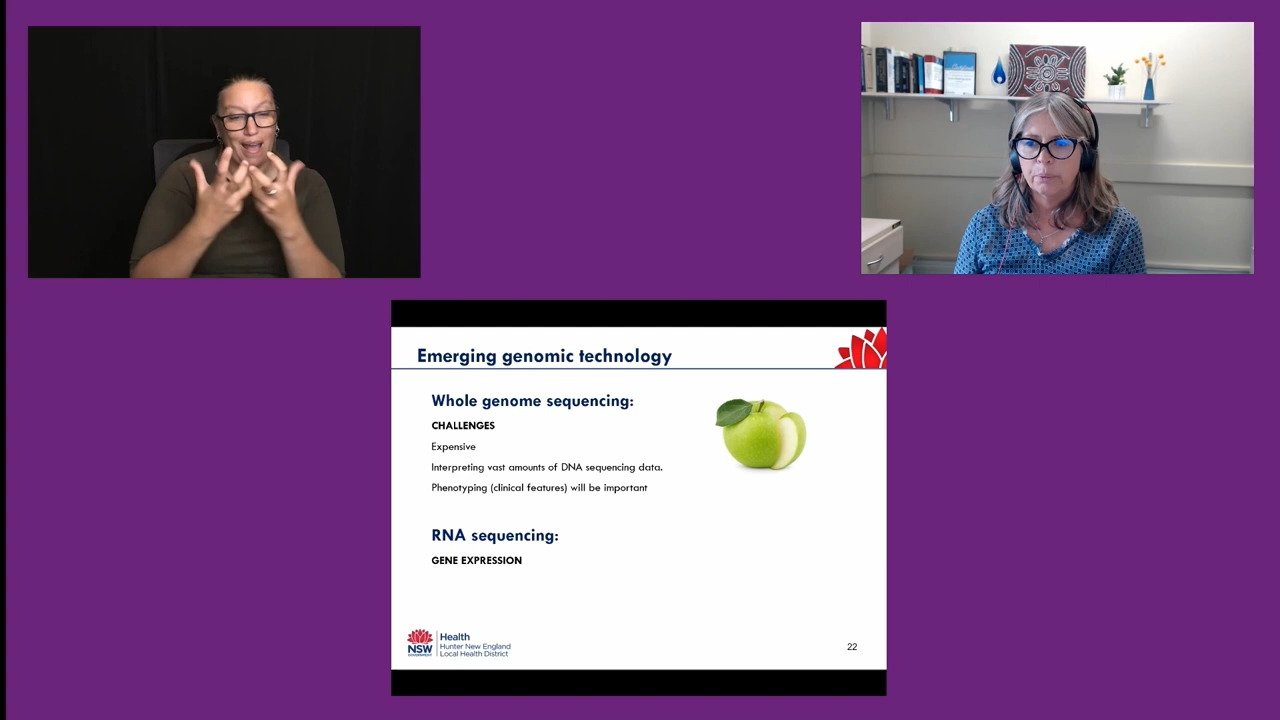 Emerging genomic technology
Whole genome sequencing:
CHALLENGES
Expensive
Interpreting vast amounts of DNA sequencing data.
Phenotyping (clinical features) will be important
RNA sequencing:
GENE EXPRESSION
NSW
GOVERNMENT
Health
Hunter New England
Local Health District
22